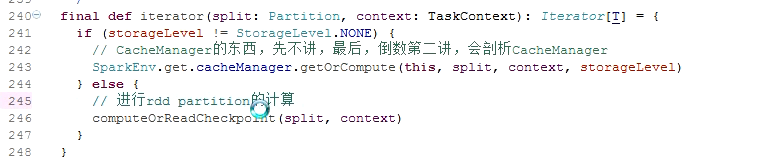 240 final def iterator(split: Partition, context: TaskContext): Iterator[T] = {
241 if (storageLevel != StorageLevel.NONE) {
242 // CacheManager的东西，先不讲，最后，倒数第二讲，会剖析CacheManager
243 SparkEnv.get.cacheManager.getOrCompute(this, split, context, storageLevel)
244 } else {
245 // 进行rdd partition的计算
246 computeOrReadCheckpoint(split, context)
247 }
248 }